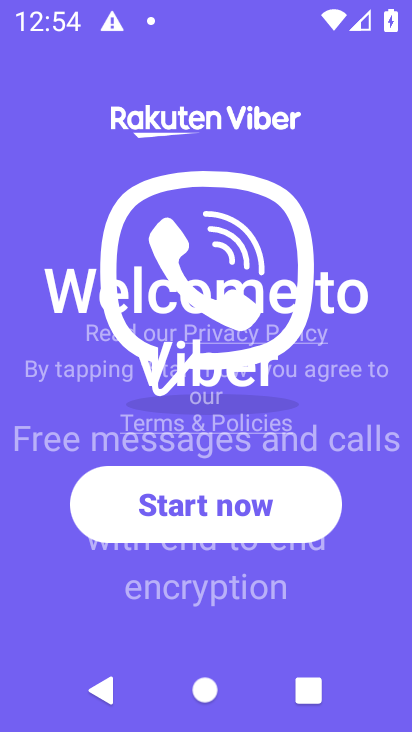 12:54
Rakuten Viber
Welcome to
Viber
Read our Privacy Policy
By tapping "Start now" you agree to
our
Terms & Policies
Free messages and calls
Start now
with end-to-end
encryption